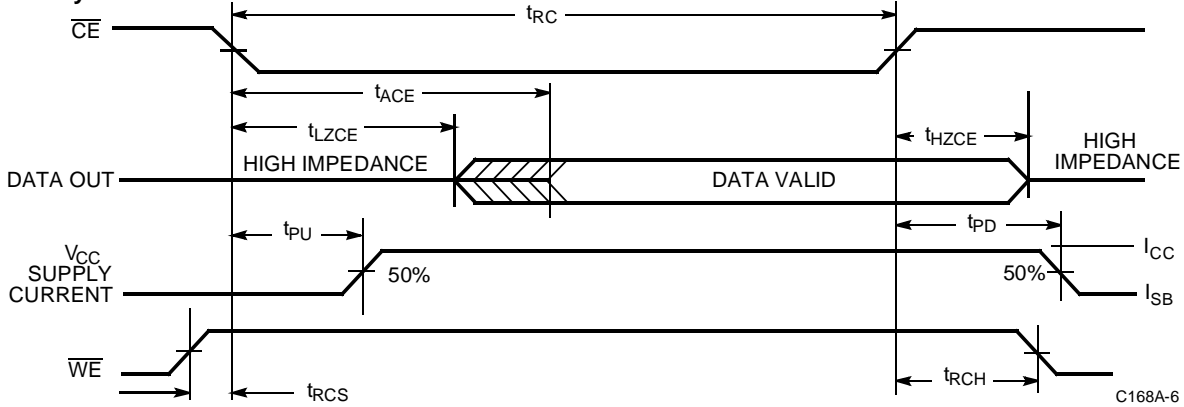 tRC
CE
tACE
tLZCE
tHZCE
HIGH IMPEDANCE
HIGH
IMPEDANCE
DATA OUT
DATA VALID
tPU
tPD
VCC
SUPPLY
CURRENT
50%
50%
ICC
ISB
WE
tRCS
tRCH
C168A-6